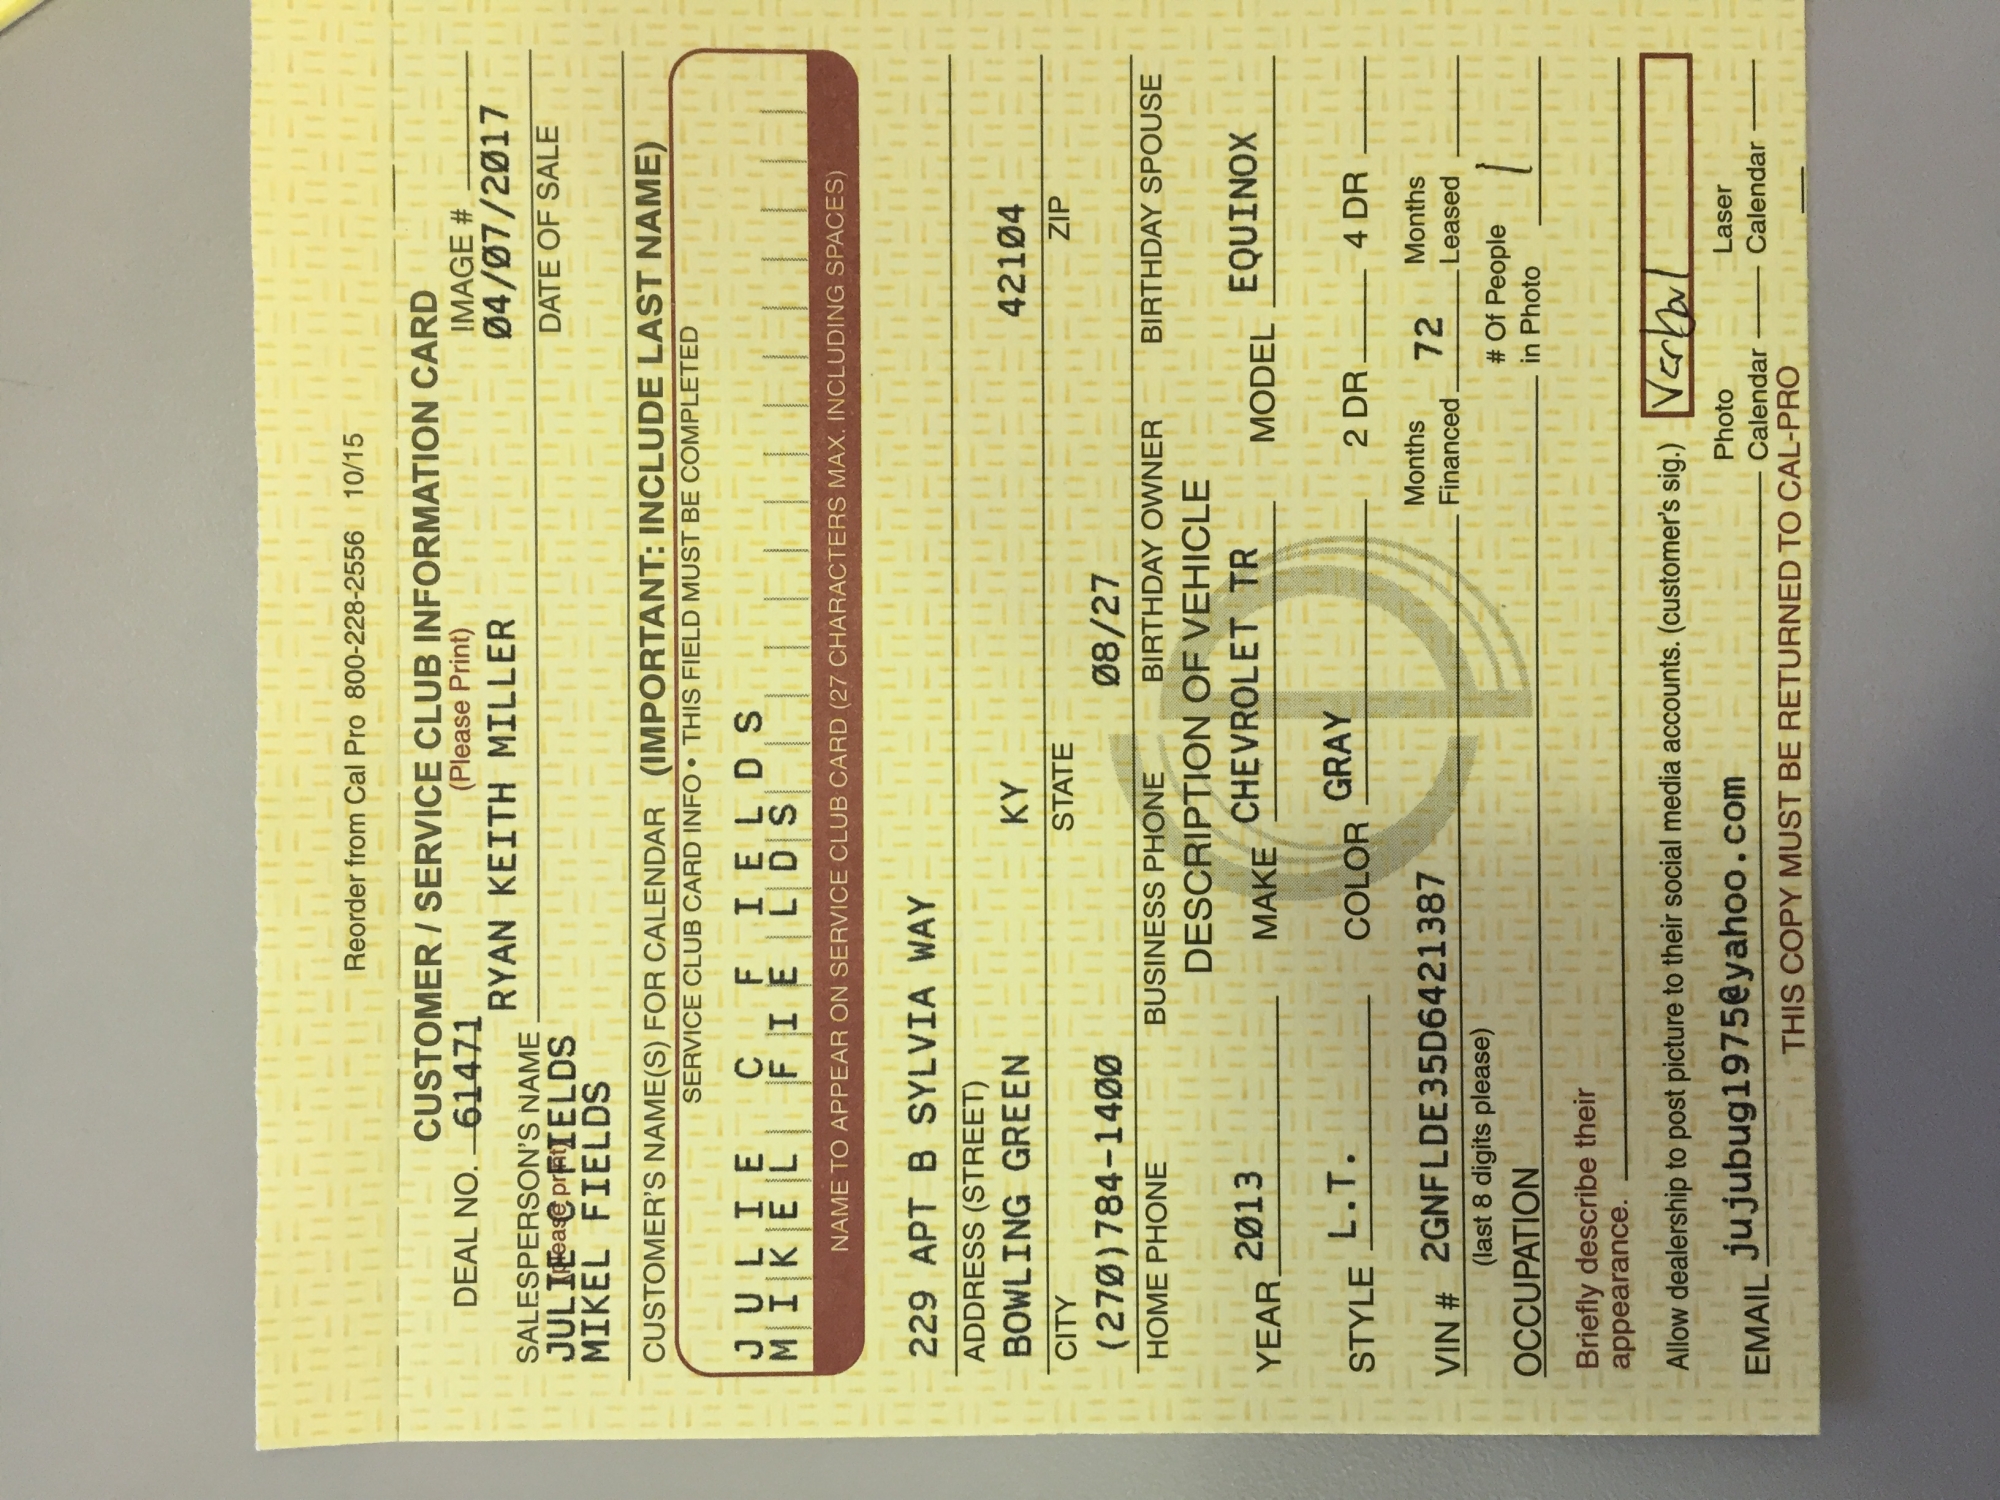 Reorder from Cal Pro 800-228-2556 10/15
CUSTOMER / SERVICE CLUB INFORMATION CARD
(Please Print)
IMAGE #
DEAL NO. 61471
RYAN KEITH MILLER 04/07/2017
SALESPERSON'S NAME DATE OF SALE
(please print)
JULIE C FIELDS
MIKEL FIELDS
CUSTOMER'S NAME(S) FOR CALENDAR (IMPORTANT: INCLUDE LAST NAME)
SERVICE CLUB CARD INFO • THIS FIELD MUST BE COMPLETED
JULIE C FIELDS
MIKEL FIELDS
NAME TO APPEAR ON SERVICE CLUB CARD (27 CHARACTERS MAX. INCLUDING SPACES)
229 APT B SYLVIA WAY
ADDRESS (STREET)
BOWLING GREEN KY 42104
CITY STATE ZIP
(270)784-1400 08/27
HOME PHONE BUSINESS PHONE BIRTHDAY OWNER BIRTHDAY SPOUSE
DESCRIPTION OF VEHICLE
YEAR 2013 MAKE CHEVROLET TR MODEL EQUINOX
STYLE L.T. COLOR GRAY 2 DR 4 DR
VIN # 2GNFLDE35D6421387 Months Financed 72 Months Leased
(last 8 digits please)
OCCUPATION # Of People in Photo 1
Briefly describe their
appearance.
Allow dealership to post picture to their social media accounts. (customer's sig.) Verbal
EMAIL jujubug1975@yahoo.com Photo Calendar Laser Calendar
THIS COPY MUST BE RETURNED TO CAL-PRO